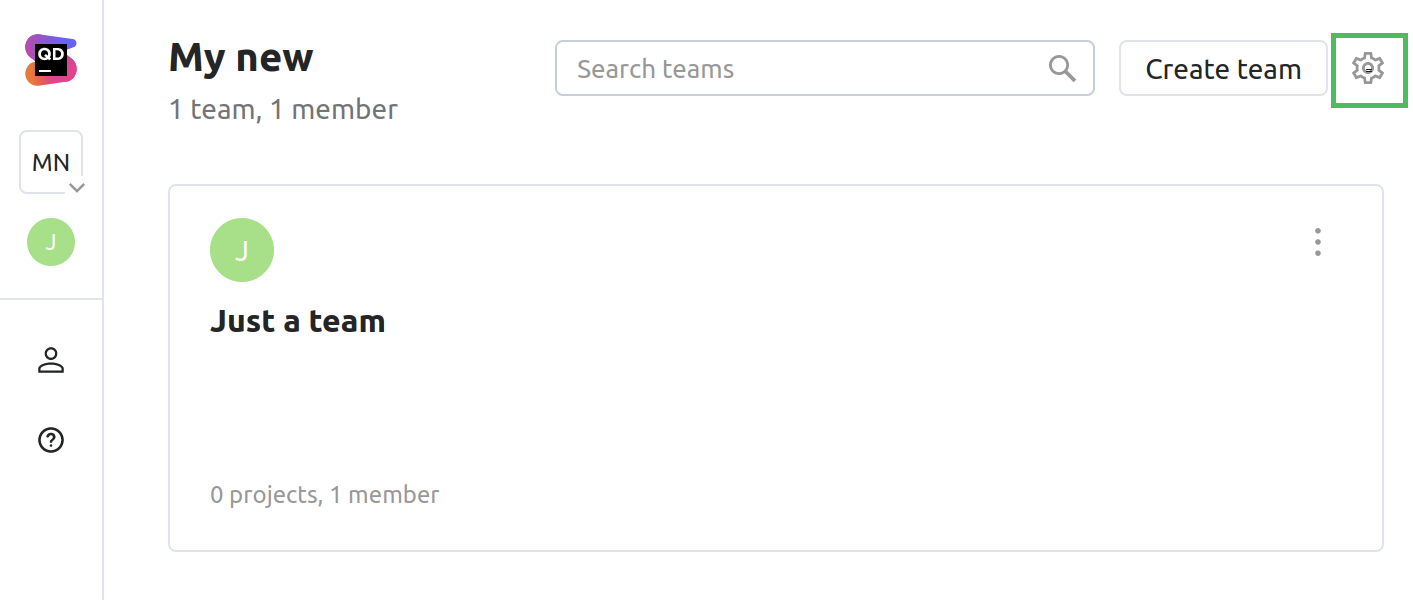 QD
My new
Search teams
Create team
1 team, 1 member
MN
J
J
Just a team
0 projects, 1 member